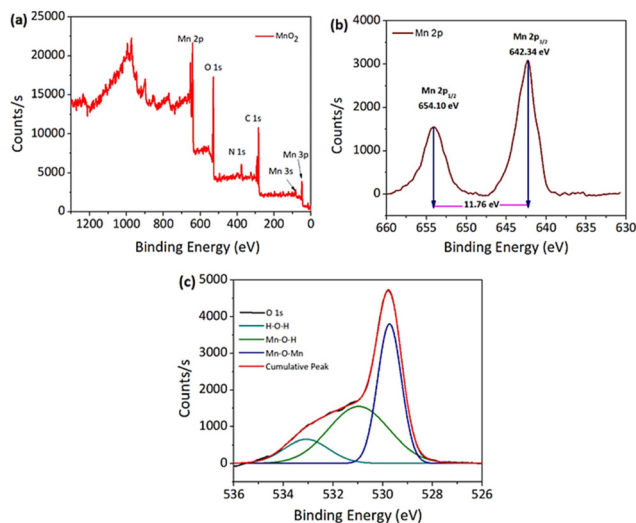 (a)
25000
20000
15000
10000
5000
0
Counts/s
Mn 2p
MnO2
O 1s
C 1s
N 1s
Mn 3p
Mn 3s
1200 1000 800 600 400 200 0
Binding Energy (eV)
(b)
Mn 2p
4000
3000
2000
1000
0
Counts/s
Mn 2p3/2
642.34 eV
Mn 2p1/2
654.10 eV
11.76 eV
660 655 650 645 640 635 630
Binding Energy (eV)
(c)
5000
4000
3000
2000
1000
0
Counts/s
O 1s
H-O-H
Mn-O-H
Mn-O-Mn
Cumulative Peak
536 534 532 530 528 526
Binding Energy (eV)